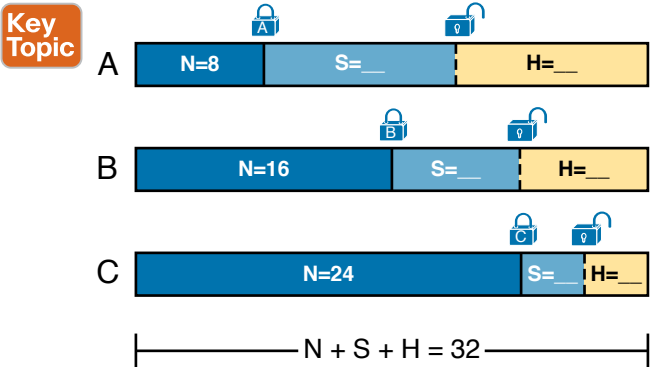 Key
Topic
A
A N=8 S=__ H=__
B
B N=16 S=__ H=__
C
C N=24 S=__ H=__
N + S + H = 32